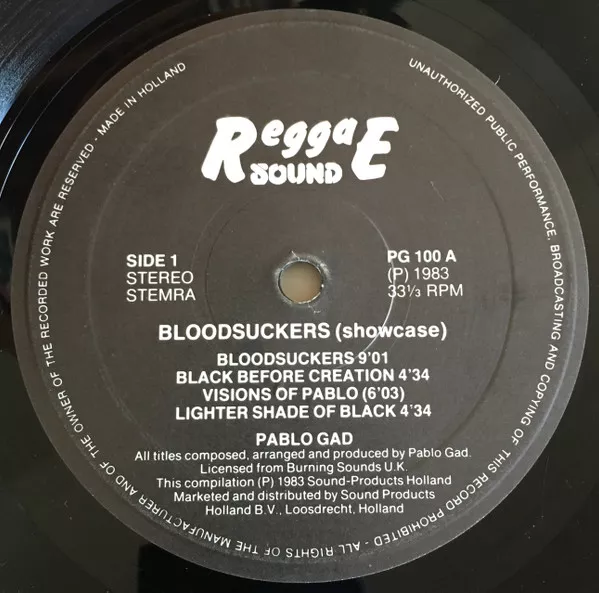 ReggaE
SOUND
SIDE 1
STEREO
STEMRA
PG 100 A
(P) 1983
33⅓ RPM
BLOODSUCKERS (showcase)
BLOODSUCKERS 9'01
BLACK BEFORE CREATION 4'34
VISIONS OF PABLO (6'03)
LIGHTER SHADE OF BLACK 4'34
PABLO GAD
All titles composed, arranged and produced by Pablo Gad.
Licensed from Burning Sounds U.K.
This compilation (P) 1983 Sound-Products Holland
Marketed and distributed by Sound Products
Holland B.V., Loosdrecht, Holland
UNAUTHORIZED PUBLIC PERFORMANCE, BROADCASTING AND COPYING OF THIS RECORD PROHIBITED - ALL RIGHTS OF THE MANUFACTURER AND OF THE OWNER OF THE RECORDED WORK ARE RESERVED - MADE IN HOLLAND